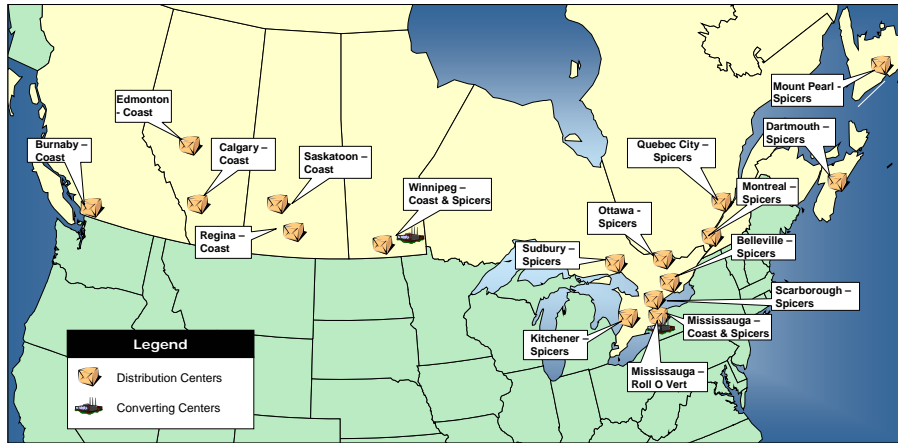 Mount Pearl -
Spicers
Edmonton
- Coast
Dartmouth –
Spicers
Burnaby –
Coast
Calgary –
Coast
Saskatoon –
Coast
Quebec City -
Spicers
Winnipeg –
Coast & Spicers
Montreal –
Spicers
Ottawa -
Spicers
Regina –
Coast
Sudbury –
Spicers
Belleville –
Spicers
Scarborough –
Spicers
Mississauga –
Coast & Spicers
Kitchener –
Spicers
Mississauga –
Roll O Vert
Legend
Distribution Centers
Converting Centers